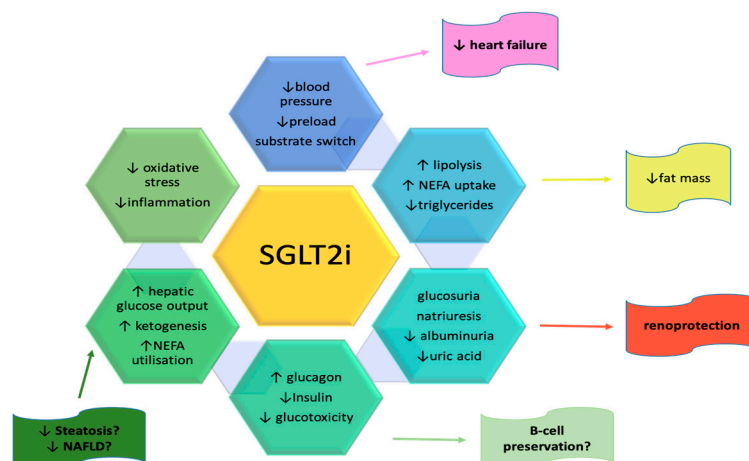 ↓ heart failure
↓blood
pressure
↓preload
substrate switch
↓ oxidative
stress
↓inflammation
↑ lipolysis
↑ NEFA uptake
↓triglycerides
↓fat mass
SGLT2i
↑ hepatic
glucose output
↑ ketogenesis
↑NEFA
utilisation
glucosuria
natriuresis
↓ albuminuria
↓uric acid
renoprotection
↑ glucagon
↓Insulin
↓ glucotoxicity
↓ Steatosis?
↓ NAFLD?
B-cell
preservation?